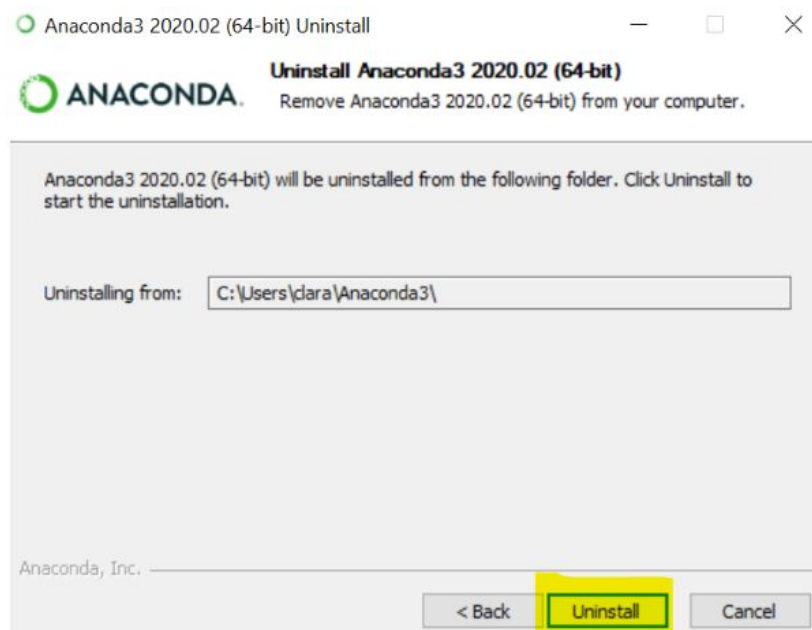 Anaconda3 2020.02 (64-bit) Uninstall
ANACONDA.
Uninstall Anaconda3 2020.02 (64-bit)
Remove Anaconda3 2020.02 (64-bit) from your computer.
Anaconda3 2020.02 (64-bit) will be uninstalled from the following folder. Click Uninstall to
start the uninstallation.
Uninstalling from: C:\Users\clara\Anaconda3\
Anaconda, Inc.
< Back Uninstall Cancel